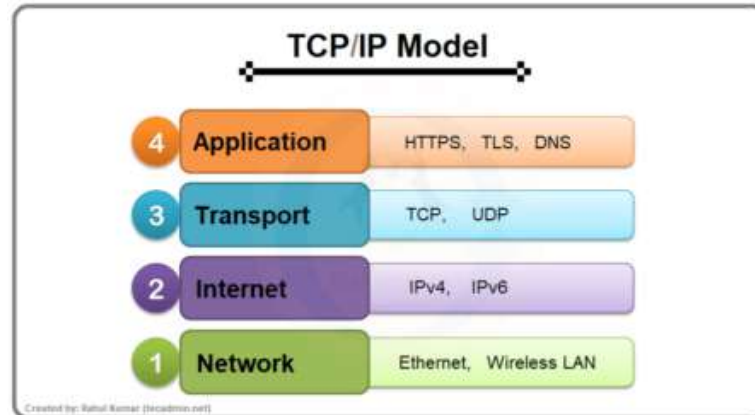 TCP/IP Model
4 Application HTTPS, TLS, DNS
3 Transport TCP, UDP
2 Internet IPv4, IPv6
1 Network Ethernet, Wireless LAN
Created by: Rahul Kumar (tecadmin.net)